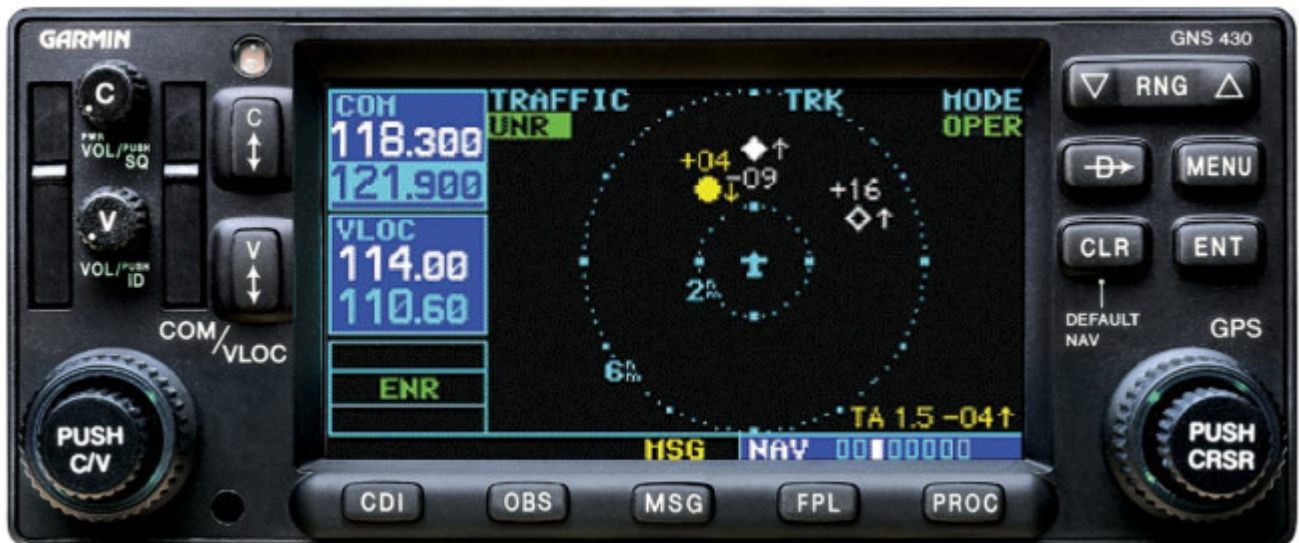 GARMIN
GNS 430
C
PWR
VOL/PUSH
SQ
V
VOL/PUSH
ID
C
V
COM/VLOC
PUSH
C/V
COM
118.300
121.900
VLOC
114.00
110.60
ENR
TRAFFIC TRK MODE
UNR OPER
+04
-09
+16
2nm
6nm
TA 1.5 -04↑
MSG NAV
RNG
D
MENU
CLR ENT
DEFAULT
NAV
GPS
PUSH
CRSR
CDI OBS MSG FPL PROC